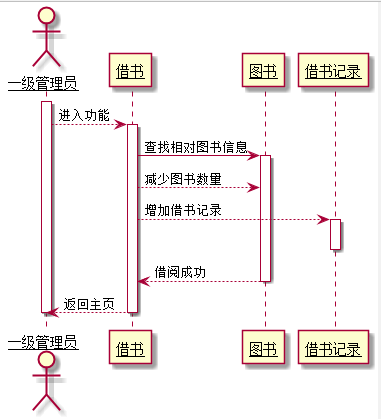 一级管理员
借书
图书
借书记录
进入功能
查找相对图书信息
减少图书数量
增加借书记录
借阅成功
返回主页
一级管理员
借书
图书
借书记录